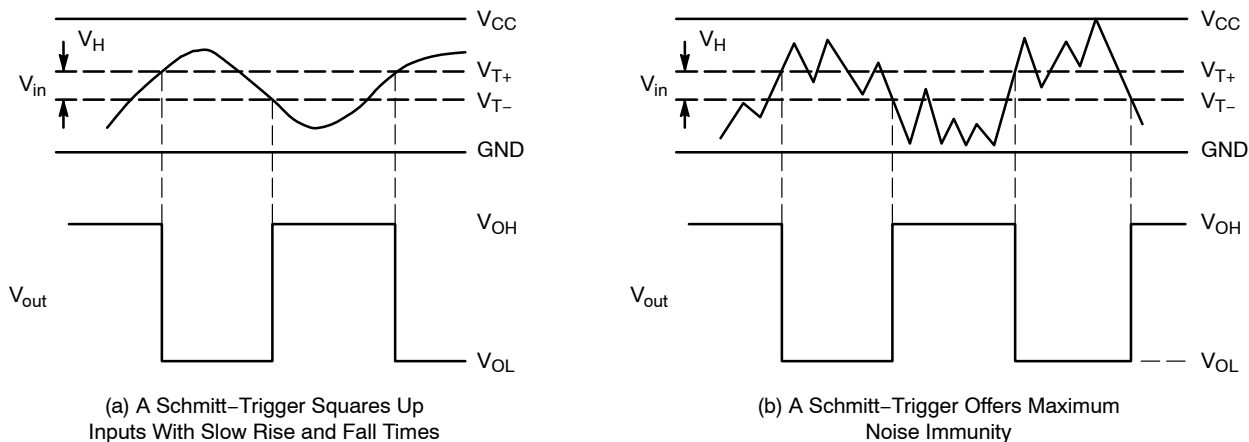 V_CC
V_H
V_in
V_T+
V_T−
GND
V_OH
V_out
V_OL
(a) A Schmitt−Trigger Squares Up
Inputs With Slow Rise and Fall Times
V_CC
V_H
V_in
V_T+
V_T−
GND
V_OH
V_out
V_OL
(b) A Schmitt−Trigger Offers Maximum
Noise Immunity